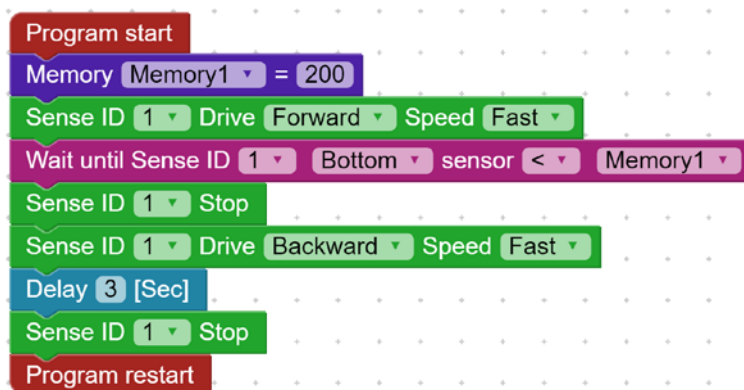 Program start
Memory Memory1 = 200
Sense ID 1 Drive Forward Speed Fast
Wait until Sense ID 1 Bottom sensor < Memory1
Sense ID 1 Stop
Sense ID 1 Drive Backward Speed Fast
Delay 3 [Sec]
Sense ID 1 Stop
Program restart